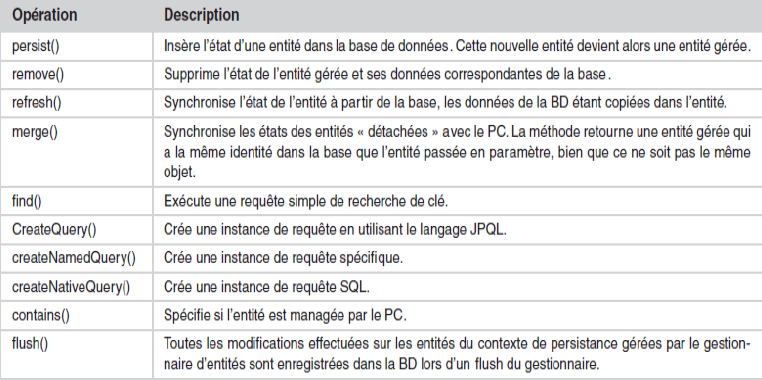 Opération Description
persist() Insère l'état d'une entité dans la base de données. Cette nouvelle entité devient alors une entité gérée.
remove() Supprime l'état de l'entité gérée et ses données correspondantes de la base.
refresh() Synchronise l'état de l'entité à partir de la base, les données de la BD étant copiées dans l'entité.
merge() Synchronise les états des entités « détachées » avec le PC. La méthode retourne une entité gérée qui
a la même identité dans la base que l'entité passée en paramètre, bien que ce ne soit pas le même
objet.
find() Exécute une requête simple de recherche de clé.
CreateQuery() Crée une instance de requête en utilisant le langage JPQL.
createNamedQuery() Crée une instance de requête spécifique.
createNativeQuery() Crée une instance de requête SQL.
contains() Spécifie si l'entité est managée par le PC.
flush() Toutes les modifications effectuées sur les entités du contexte de persistance gérées par le gestion-
naire d'entités sont enregistrées dans la BD lors d'un flush du gestionnaire.